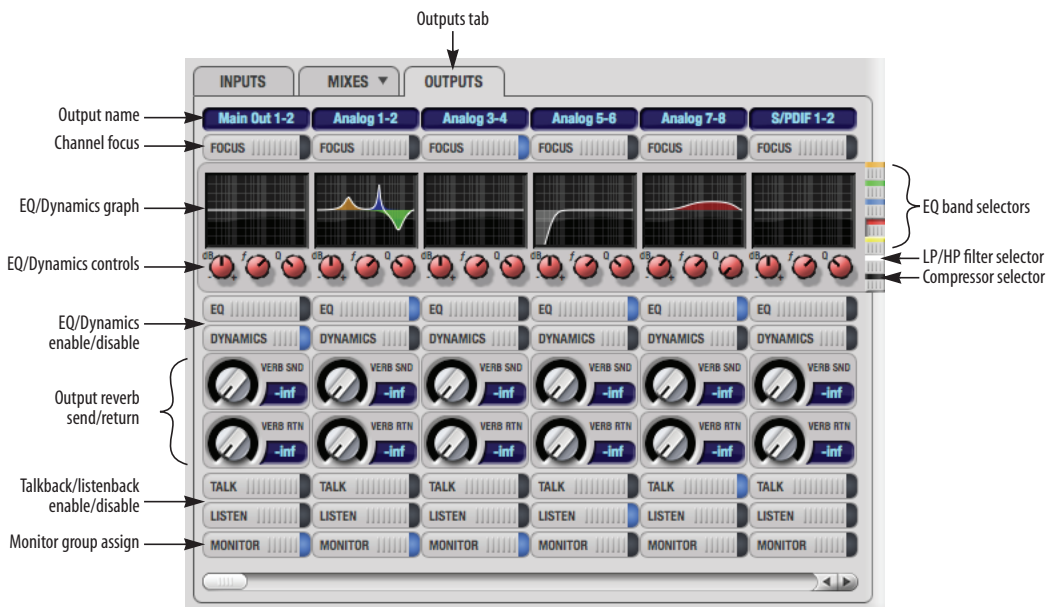 Outputs tab
INPUTS MIXES OUTPUTS
Output name
Main Out 1-2 Analog 1-2 Analog 3-4 Analog 5-6 Analog 7-8 S/PDIF 1-2
Channel focus
FOCUS FOCUS FOCUS FOCUS FOCUS FOCUS
EQ/Dynamics graph
EQ band selectors
EQ/Dynamics controls
dB f Q dB f Q dB f Q dB f Q dB f Q dB f Q
- + - + - + - + - + - +
LP/HP filter selector
Compressor selector
EQ/Dynamics
enable/disable
EQ EQ EQ EQ EQ EQ
DYNAMICS DYNAMICS DYNAMICS DYNAMICS DYNAMICS DYNAMICS
Output reverb
send/return
VERB SND VERB SND VERB SND VERB SND VERB SND VERB SND
-inf -inf -inf -inf -inf -inf
VERB RTN VERB RTN VERB RTN VERB RTN VERB RTN VERB RTN
-inf -inf -inf -inf -inf -inf
Talkback/listenback
enable/disable
TALK TALK TALK TALK TALK TALK
LISTEN LISTEN LISTEN LISTEN LISTEN LISTEN
Monitor group assign
MONITOR MONITOR MONITOR MONITOR MONITOR MONITOR